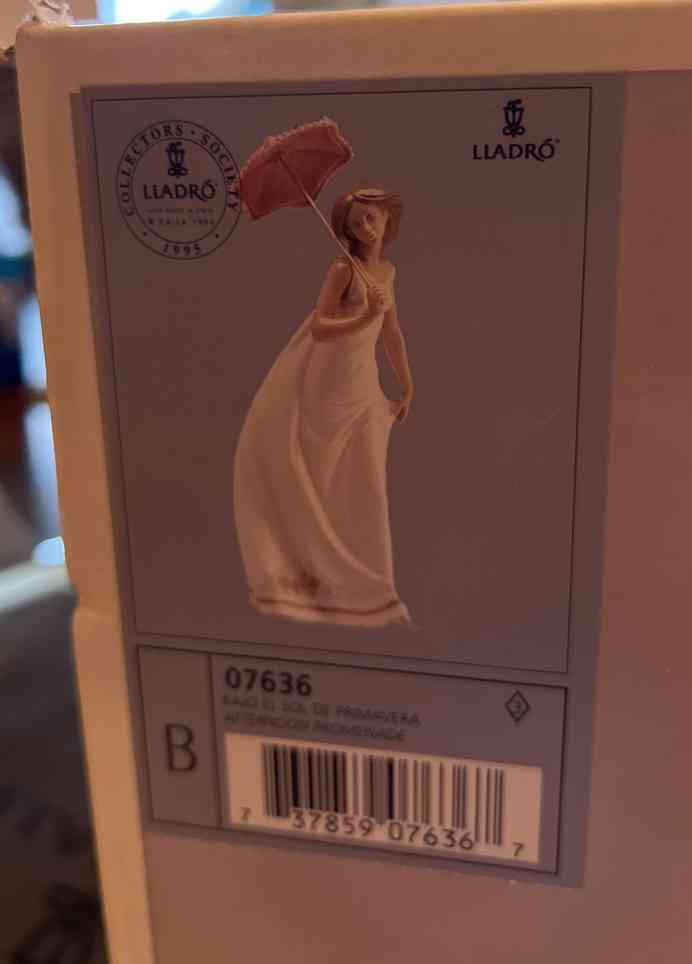 COLLECTORS · SOCIETY
LLADRÓ
· 1995 ·
LLADRÓ
07636
BAJO EL SOL DE PRIMAVERA
AFTERNOON PROMENADE
3
B
7 37859 07636 7